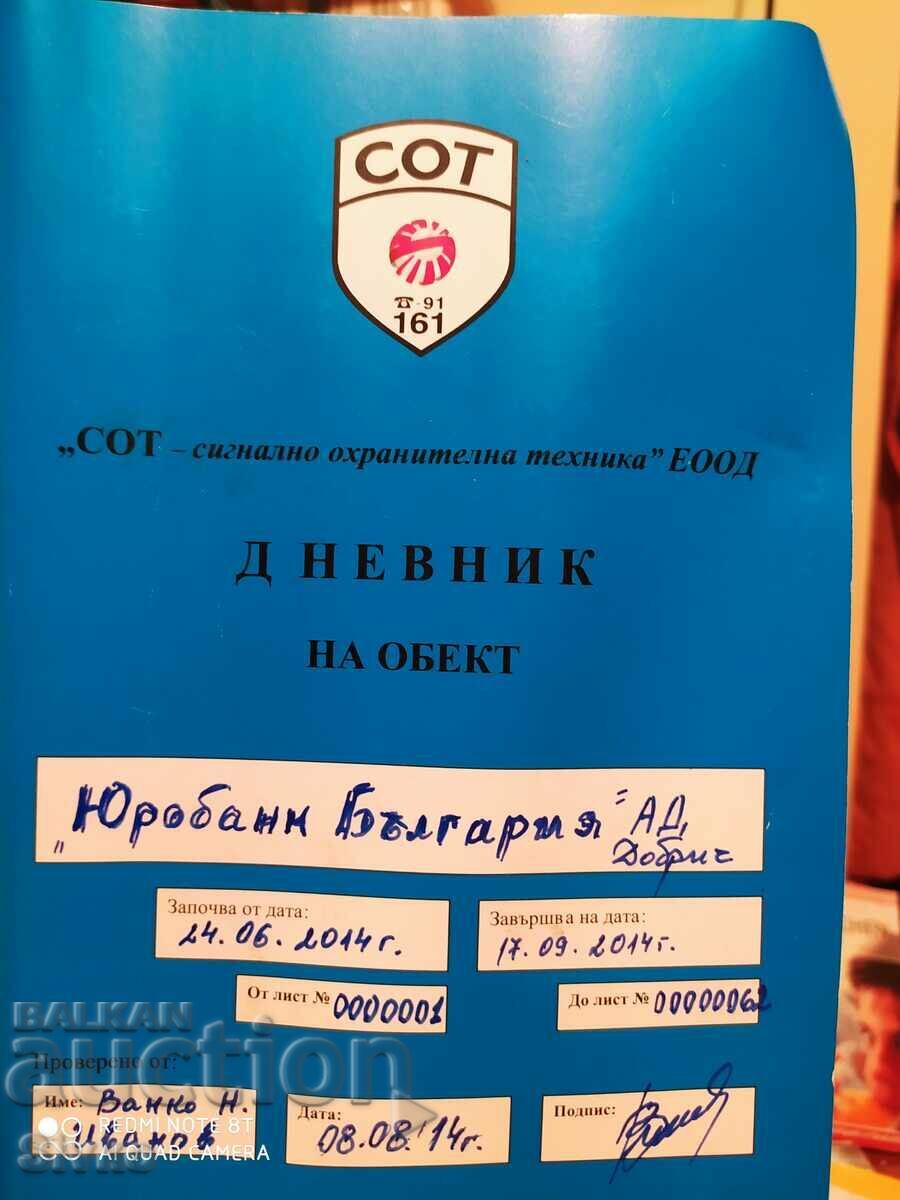 СОТ
☎-91
161
„СОТ – сигнално охранителна техника” ЕООД
ДНЕВНИК
НА ОБЕКТ
„Юробанк България" АД,
Добрич
Започва от дата:
24.06.2014г.
Завършва на дата:
17.09.2014г.
От лист № 0000001
До лист № 00000062
BALKAN
auction
Проверено от:*
Име: Ванко Н.
Иванов
Дата:
08.08.14г.
Подпис:
REDMI NOTE 8T
AI QUAD CAMERA